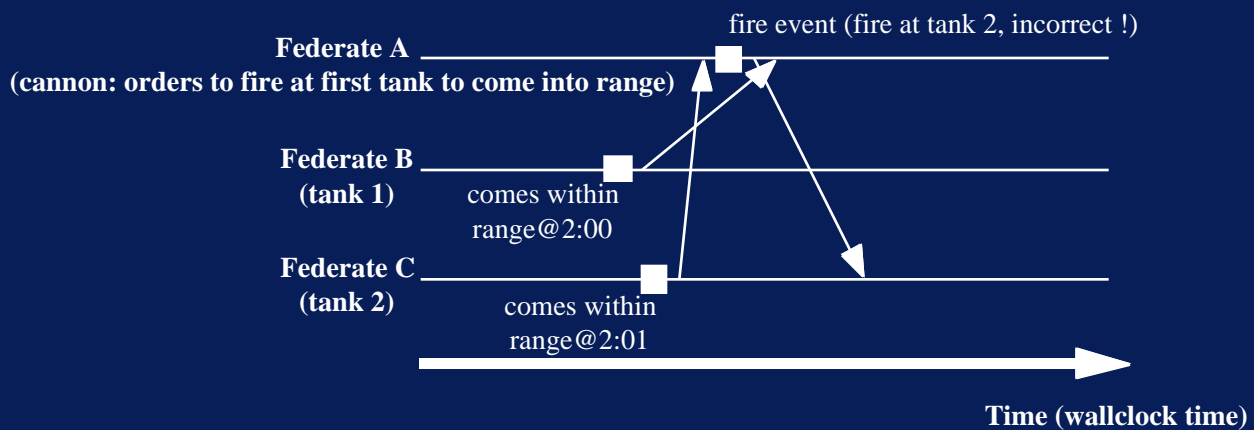 fire event (fire at tank 2, incorrect !)
Federate A
(cannon: orders to fire at first tank to come into range)
Federate B
(tank 1)
comes within
range@2:00
Federate C
(tank 2)
comes within
range@2:01
Time (wallclock time)